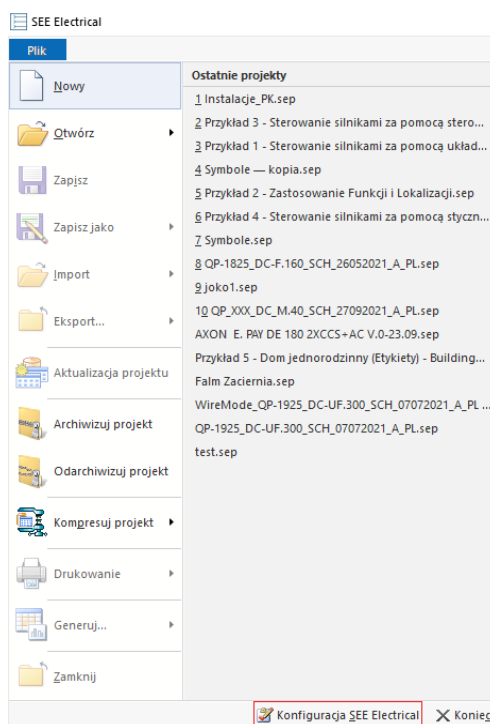 SEE Electrical
Plik
Nowy
Otwórz
Zapisz
Zapisz jako
Import
Eksport...
Aktualizacja projektu
Archiwizuj projekt
Odarchiwizuj projekt
Kompresuj projekt
Drukowanie
Generuj...
Zamknij
Ostatnie projekty
1 Instalacje_PK.sep
2 Przykład 3 - Sterowanie silnikami za pomocą stero...
3 Przykład 1 - Sterowanie silnikami za pomocą układ...
4 Symbole — kopia.sep
5 Przykład 2 - Zastosowanie Funkcji i Lokalizacji.sep
6 Przykład 4 - Sterowanie silnikami za pomocą styczn...
7 Symbole.sep
8 QP-1825_DC-F.160_SCH_26052021_A_PL.sep
9 joko1.sep
10 QP_XXX_DC_M.40_SCH_27092021_A_PL.sep
AXON E. PAY DE 180 2XCCS+AC V.0-23.09.sep
Przykład 5 - Dom jednorodzinny (Etykiety) - Building...
Falm Zaciernia.sep
WireMode_QP-1925_DC-UF.300_SCH_07072021_A_PL ...
QP-1925_DC-UF.300_SCH_07072021_A_PL.sep
test.sep
Konfiguracja SEE Electrical